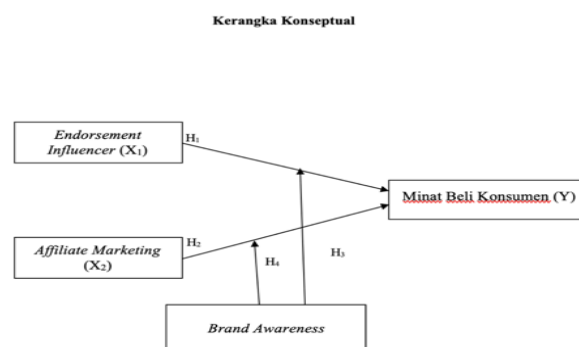 Kerangka Konseptual
Endorsement
Influencer (X₁)
H₁
Minat Beli Konsumen (Y)
Affiliate Marketing
(X₂)
H₂
H₄
H₃
Brand Awareness